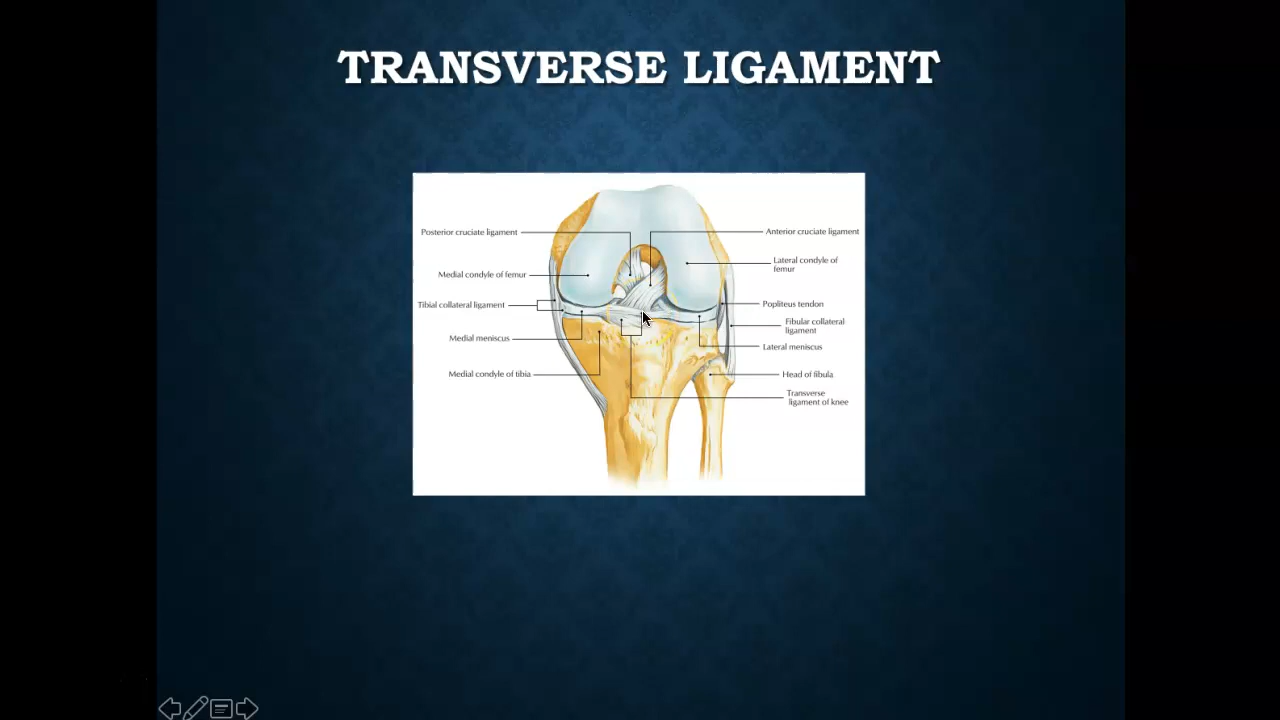 TRANSVERSE LIGAMENT
Posterior cruciate ligament
Anterior cruciate ligament
Medial condyle of femur
Lateral condyle of
femur
Tibial collateral ligament
Popliteus tendon
Fibular collateral
ligament
Medial meniscus
Lateral meniscus
Medial condyle of tibia
Head of fibula
Transverse
ligament of knee